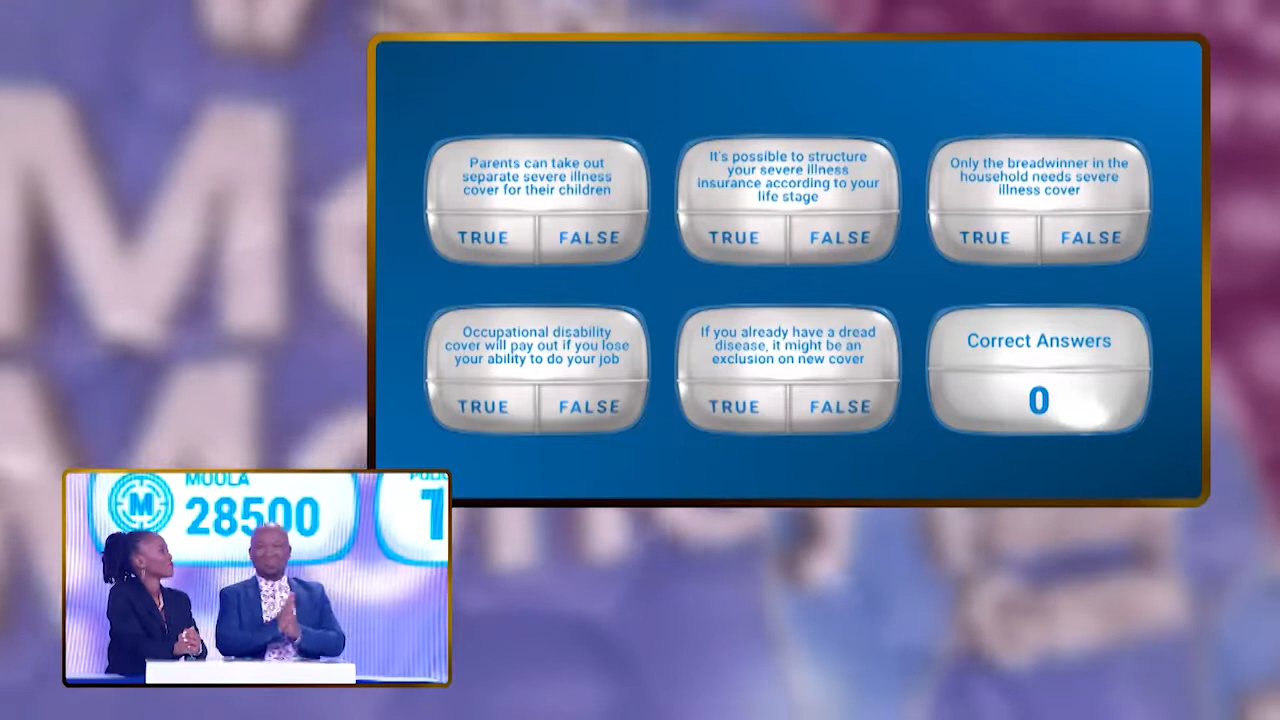 Parents can take out
separate severe illness
cover for their children
TRUE FALSE
It's possible to structure
your severe illness
insurance according to your
life stage
TRUE FALSE
Only the breadwinner in the
household needs severe
illness cover
TRUE FALSE
Occupational disability
cover will pay out if you lose
your ability to do your job
TRUE FALSE
If you already have a dread
disease, it might be an
exclusion on new cover
TRUE FALSE
Correct Answers
0
MOOLA
M 28500
1